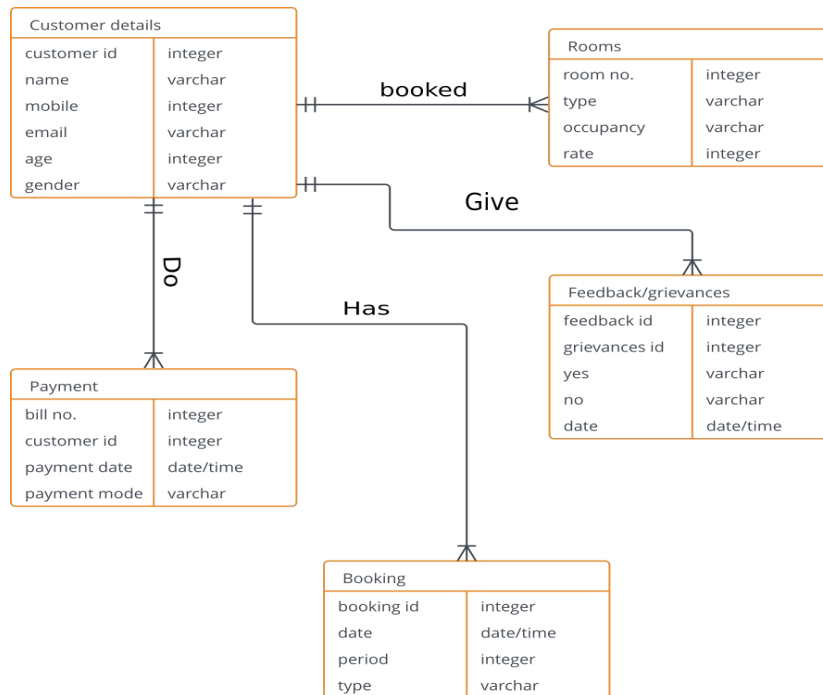 Customer details
customer id integer
name varchar
mobile integer
email varchar
age integer
gender varchar
booked
Rooms
room no. integer
type varchar
occupancy varchar
rate integer
Give
Do
Has
Feedback/grievances
feedback id integer
grievances id integer
yes varchar
no varchar
date date/time
Payment
bill no. integer
customer id integer
payment date date/time
payment mode varchar
Booking
booking id integer
date date/time
period integer
type varchar